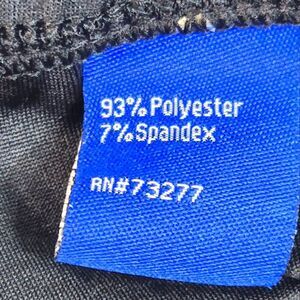 93% Polyester
7% Spandex
RN#73277